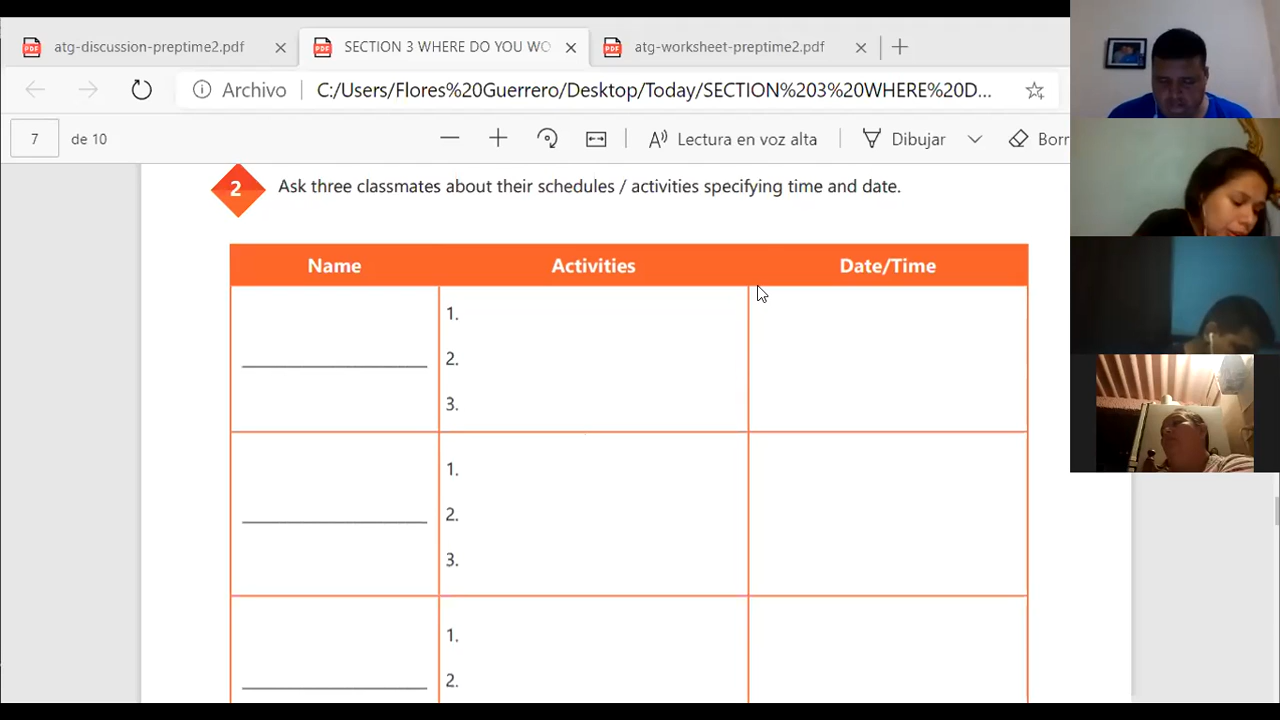 atg-discussion-preptime2.pdf
SECTION 3 WHERE DO YOU WO
atg-worksheet-preptime2.pdf
Archivo
C:/Users/Flores%20Guerrero/Desktop/Today/SECTION%203%20WHERE%20D...
7 de 10
Lectura en voz alta
Dibujar
Borr
2 Ask three classmates about their schedules / activities specifying time and date.
Name Activities Date/Time
1.
2.
3.
1.
2.
3.
1.
2.